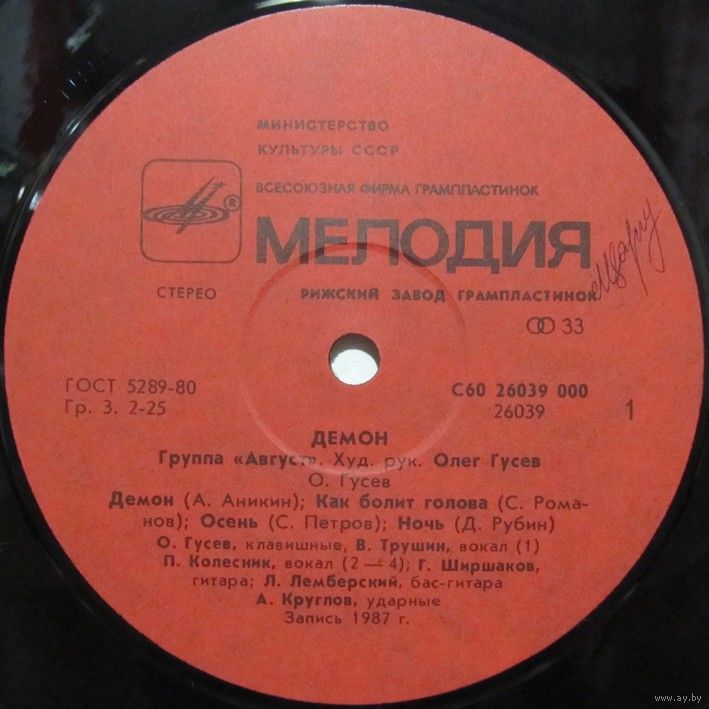 МИНИСТЕРСТВО
КУЛЬТУРЫ СССР
ВСЕСОЮЗНАЯ ФИРМА ГРАМПЛАСТИНОК
®
МЕЛОДИЯ
СТЕРЕО
РИЖСКИЙ ЗАВОД ГРАМПЛАСТИНОК
33
ГОСТ 5289-80
Гр. 3. 2-25
С60 26039 000
26039
1
ДЕМОН
Группа «Август». Худ. рук. Олег Гусев
О. Гусев
Демон (А. Аникин); Как болит голова (С. Рома-
нов); Осень (С. Петров); Ночь (Д. Рубин)
О. Гусев, клавишные, В. Трушин, вокал (1)
П. Колесник, вокал (2 — 4); Г. Ширшаков,
гитара; Л. Лемберский, бас-гитара
А. Круглов, ударные
Запись 1987 г.
www.ay.by